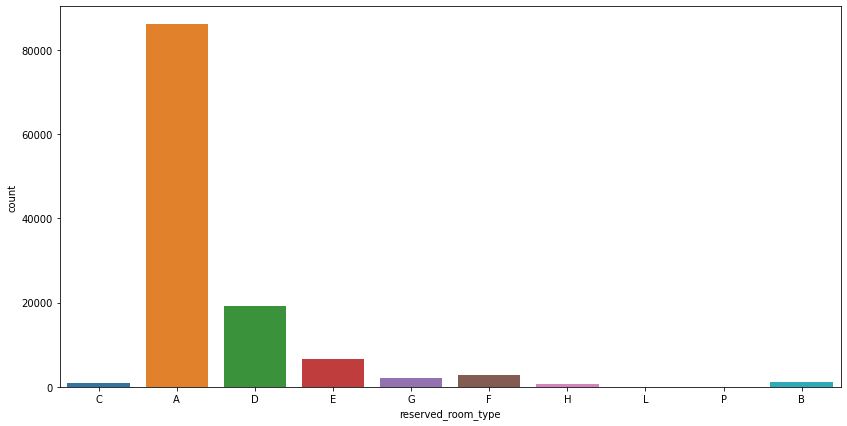 80000
60000
40000
20000
0
count
C A D E G F H L P B
reserved_room_type